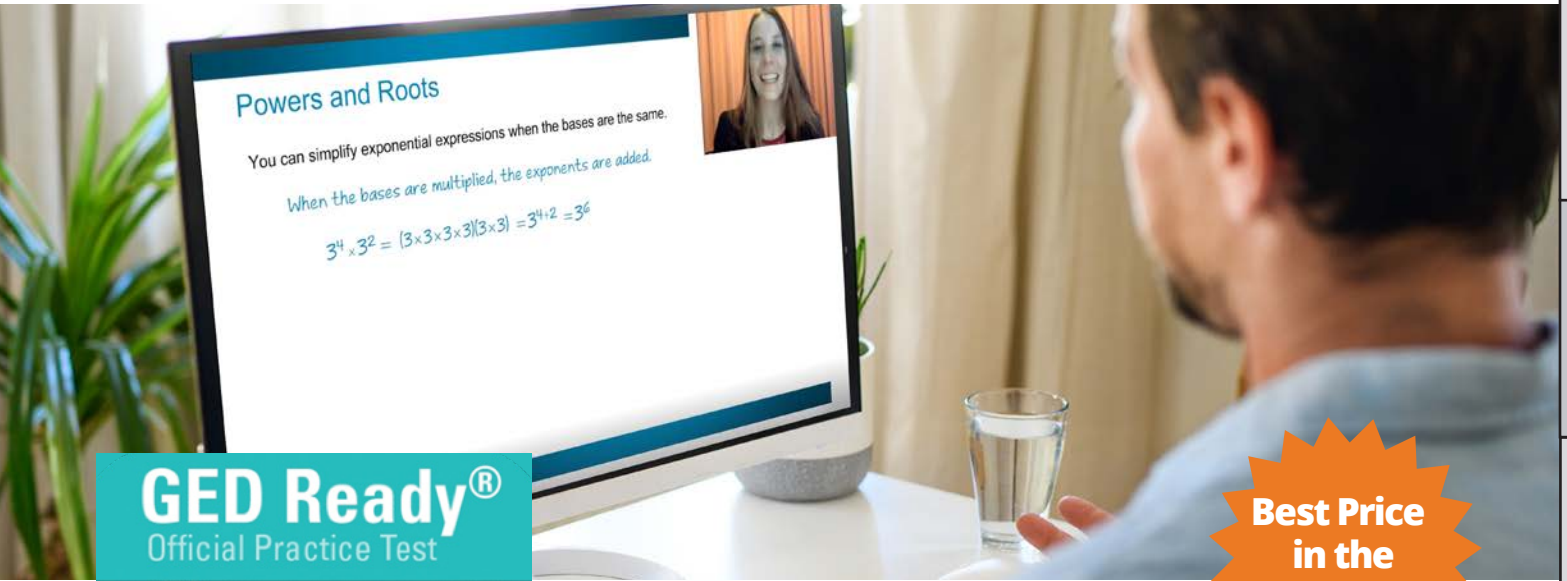 Powers and Roots
You can simplify exponential expressions when the bases are the same.
When the bases are multiplied, the exponents are added.
3⁴ × 3² = (3×3×3×3)(3×3) = 3⁴⁺² = 3⁶
GED Ready®
Official Practice Test
Best Price
in the